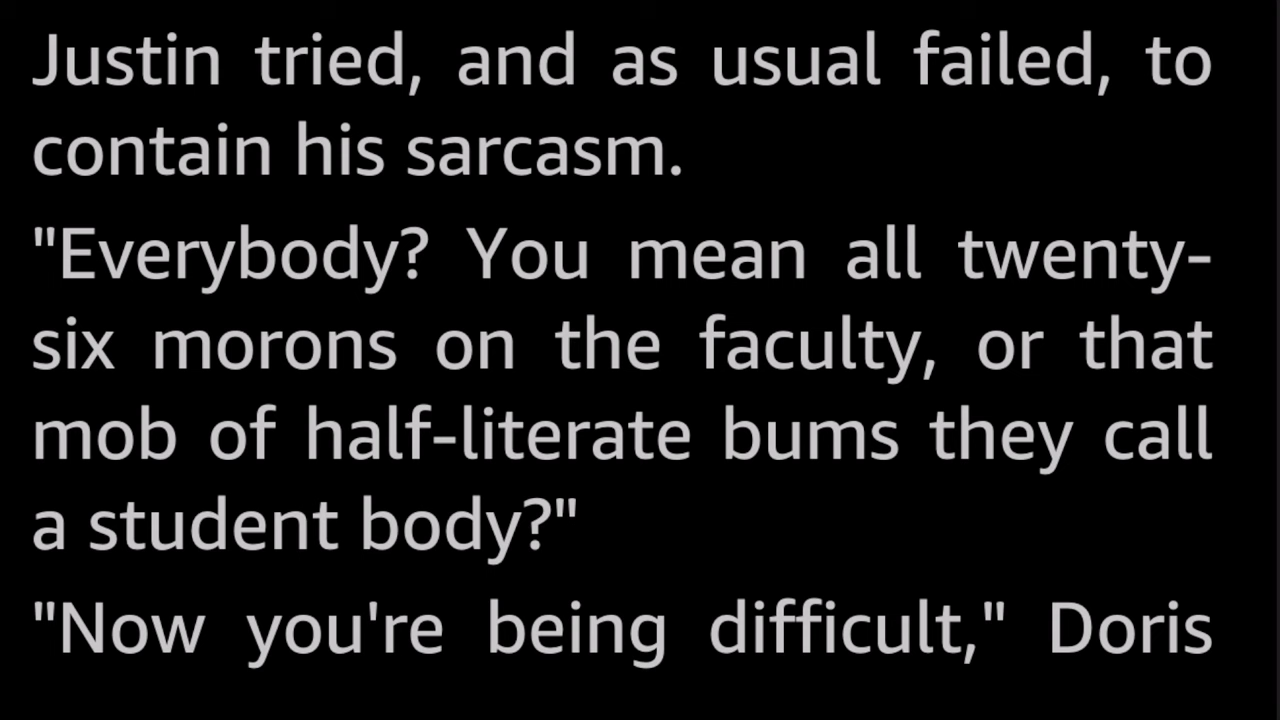 Justin tried, and as usual failed, to
contain his sarcasm.
"Everybody? You mean all twenty-
six morons on the faculty, or that
mob of half-literate bums they call
a student body?"
"Now you're being difficult," Doris